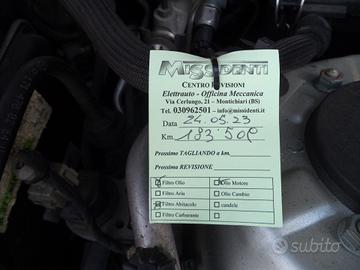 MISSIDENTI
CENTRO REVISIONI
Elettrauto - Officina Meccanica
Via Cerlungo, 21 - Montichiari (BS)
Tel. 030962501 - info@missidenti.it
Data 24.05.23
Km. 183.500
Prossimo TAGLIANDO a km.
Prossima REVISIONE
Filtro Olio Olio Motore
Filtro Aria Olio Cambio
Filtro Abitacolo candele
Filtro Carburante
subito